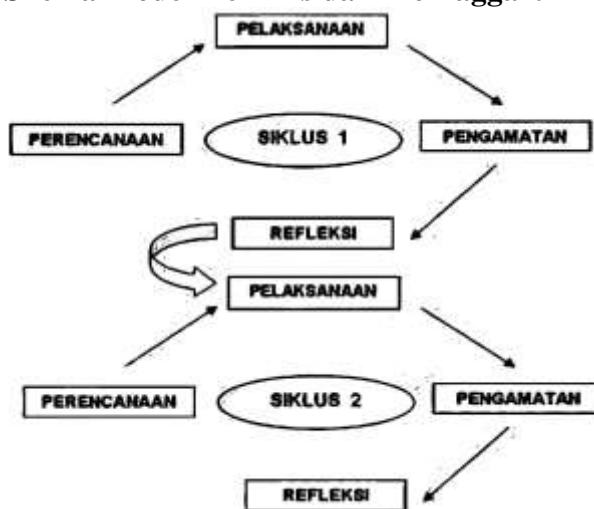 PELAKSANAAN
PERENCANAAN
SIKLUS 1
PENGAMATAN
REFLEKSI
PELAKSANAAN
PERENCANAAN
SIKLUS 2
PENGAMATAN
REFLEKSI